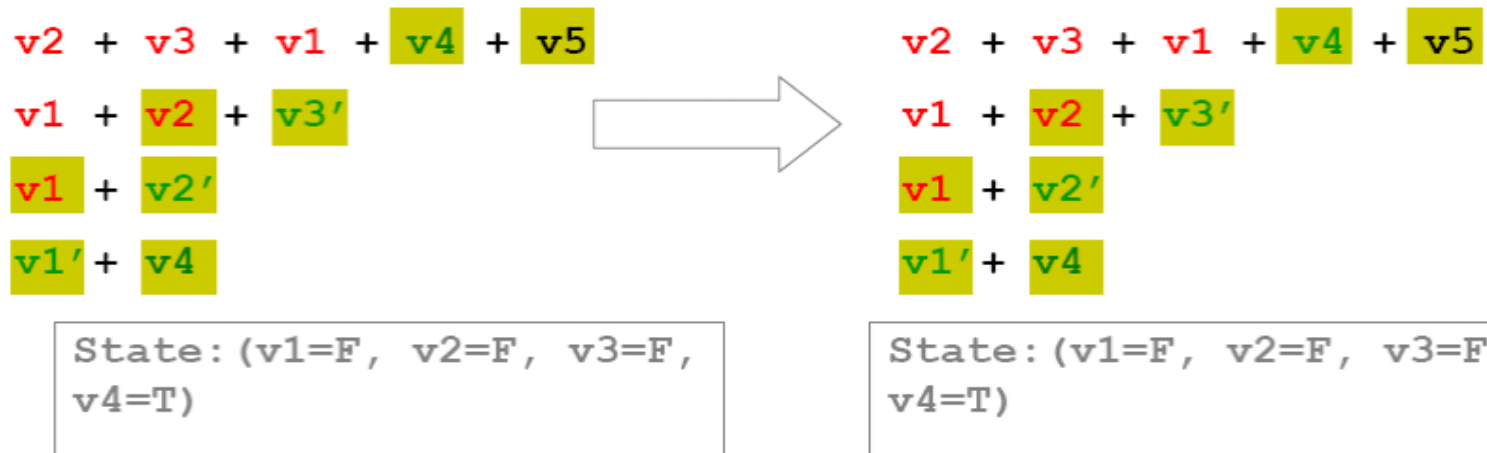 v2 + v3 + v1 + v4 + v5
v1 + v2 + v3′
v1 + v2′
v1′ + v4
State:(v1=F, v2=F, v3=F,
v4=T)
v2 + v3 + v1 + v4 + v5
v1 + v2 + v3′
v1 + v2′
v1′ + v4
State:(v1=F, v2=F, v3=F
v4=T)